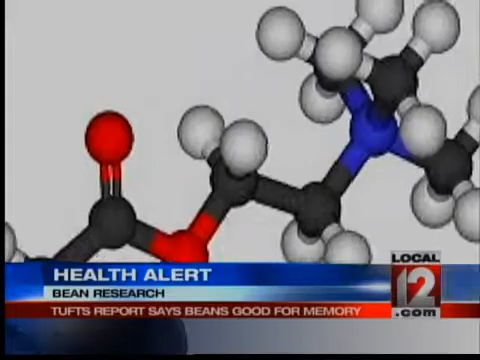 HEALTH ALERT
BEAN RESEARCH
TUFTS REPORT SAYS BEANS GOOD FOR MEMORY
LOCAL
12
.com